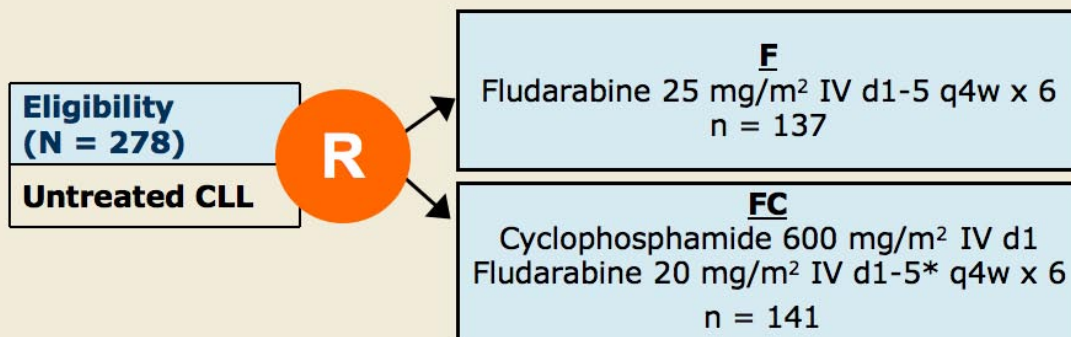 Eligibility
(N = 278)
Untreated CLL
R
F
Fludarabine 25 mg/m² IV d1-5 q4w x 6
n = 137
FC
Cyclophosphamide 600 mg/m² IV d1
Fludarabine 20 mg/m² IV d1-5* q4w x 6
n = 141